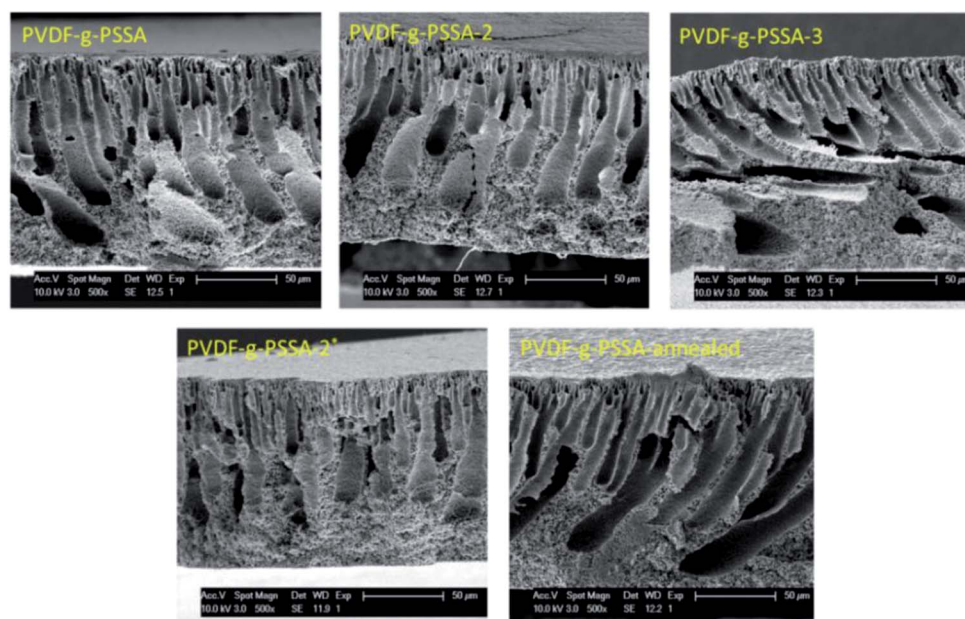 PVDF-g-PSSA
PVDF-g-PSSA-2
PVDF-g-PSSA-3
Acc.V Spot Magn Det WD Exp 50 µm
10.0 kV 3.0 500x SE 12.5 1
Acc.V Spot Magn Det WD Exp 50 µm
10.0 kV 3.0 500x SE 12.7 1
Acc.V Spot Magn Det WD Exp 50 µm
10.0 kV 3.0 500x SE 12.3 1
PVDF-g-PSSA-2*
PVDF-g-PSSA-annealed
Acc.V Spot Magn Det WD Exp 50 µm
10.0 kV 3.0 500x SE 11.9 1
Acc.V Spot Magn Det WD Exp 50 µm
10.0 kV 3.0 500x SE 12.2 1